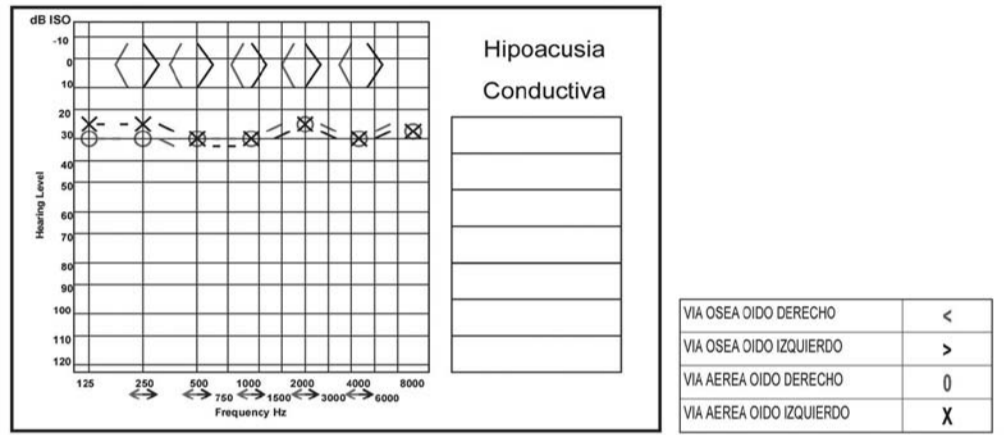 dB ISO
-10
0
10
20
30
40
50
60
70
80
90
100
110
120
Hearing Level
125 250 500 1000 2000 4000 8000
750 1500 3000 6000
Frequency Hz
Hipoacusia
Conductiva
VIA OSEA OIDO DERECHO <
VIA OSEA OIDO IZQUIERDO >
VIA AEREA OIDO DERECHO 0
VIA AEREA OIDO IZQUIERDO X